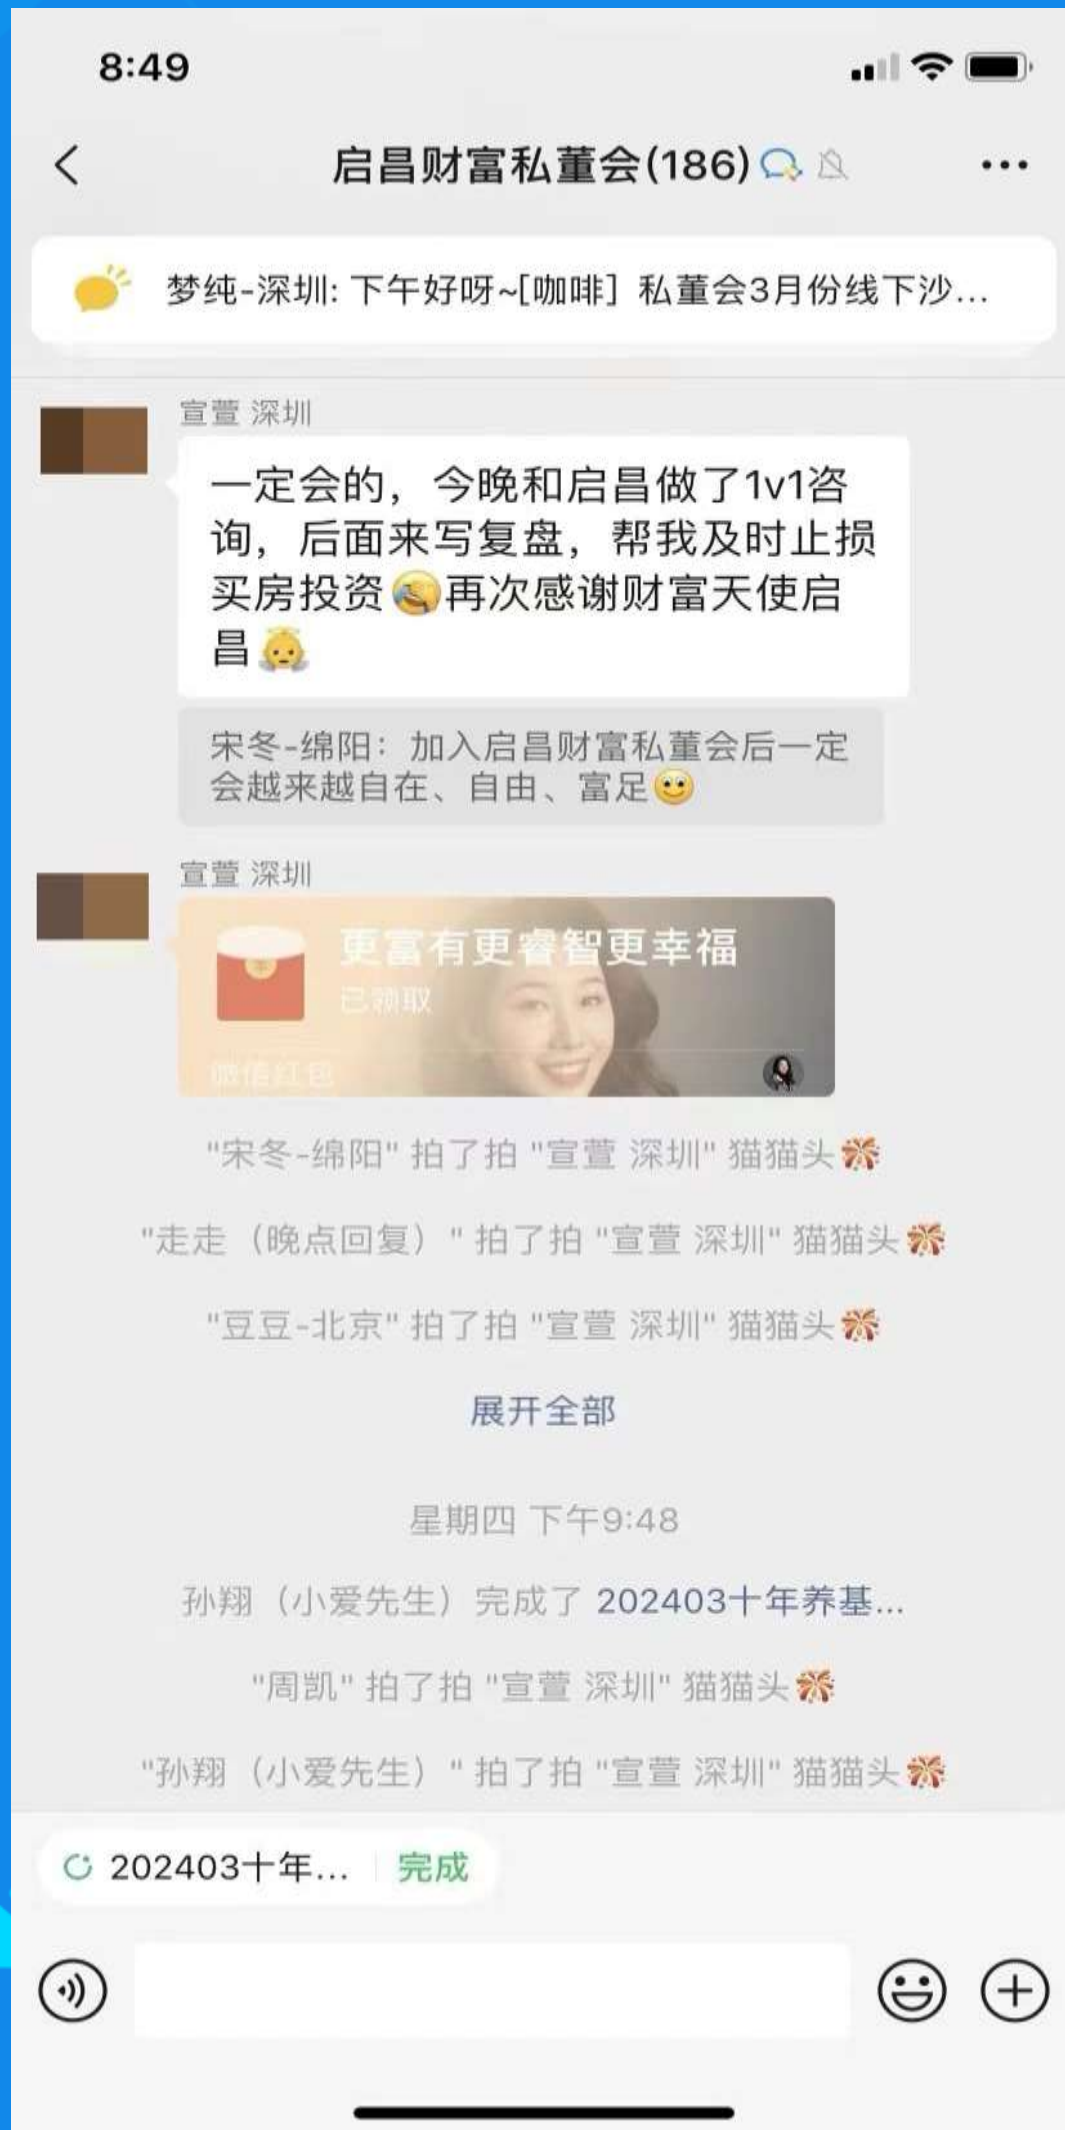 8:49
启昌财富私董会(186)
梦纯-深圳: 下午好呀~[咖啡] 私董会3月份线下沙...
宣萱 深圳
一定会的，今晚和启昌做了1v1咨
询，后面来写复盘，帮我及时止损
买房投资🤣再次感谢财富天使启
昌👼
宋冬-绵阳：加入启昌财富私董会后一定
会越来越自在、自由、富足🙂
宣萱 深圳
更富有更睿智更幸福
已领取
微信红包
"宋冬-绵阳" 拍了拍 "宣萱 深圳" 猫猫头🎊
"走走（晚点回复）" 拍了拍 "宣萱 深圳" 猫猫头🎊
"豆豆-北京" 拍了拍 "宣萱 深圳" 猫猫头🎊
展开全部
星期四 下午9:48
孙翔（小爱先生）完成了 202403十年养基...
"周凯" 拍了拍 "宣萱 深圳" 猫猫头🎊
"孙翔（小爱先生）" 拍了拍 "宣萱 深圳" 猫猫头🎊
202403十年... 完成